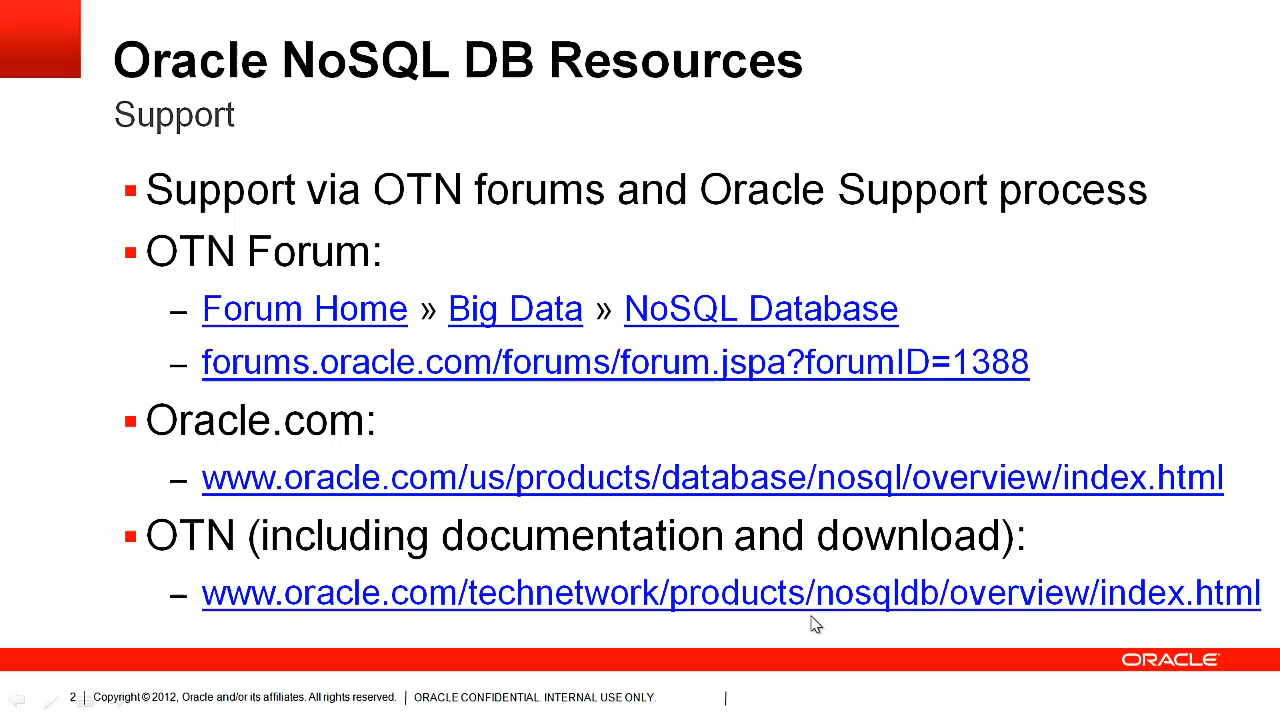 Oracle NoSQL DB Resources
Support
▪ Support via OTN forums and Oracle Support process
▪ OTN Forum:
– Forum Home » Big Data » NoSQL Database
– forums.oracle.com/forums/forum.jspa?forumID=1388
▪ Oracle.com:
– www.oracle.com/us/products/database/nosql/overview/index.html
▪ OTN (including documentation and download):
– www.oracle.com/technetwork/products/nosqldb/overview/index.html
ORACLE
2 | Copyright © 2012, Oracle and/or its affiliates. All rights reserved. | ORACLE CONFIDENTIAL. INTERNAL USE ONLY. |